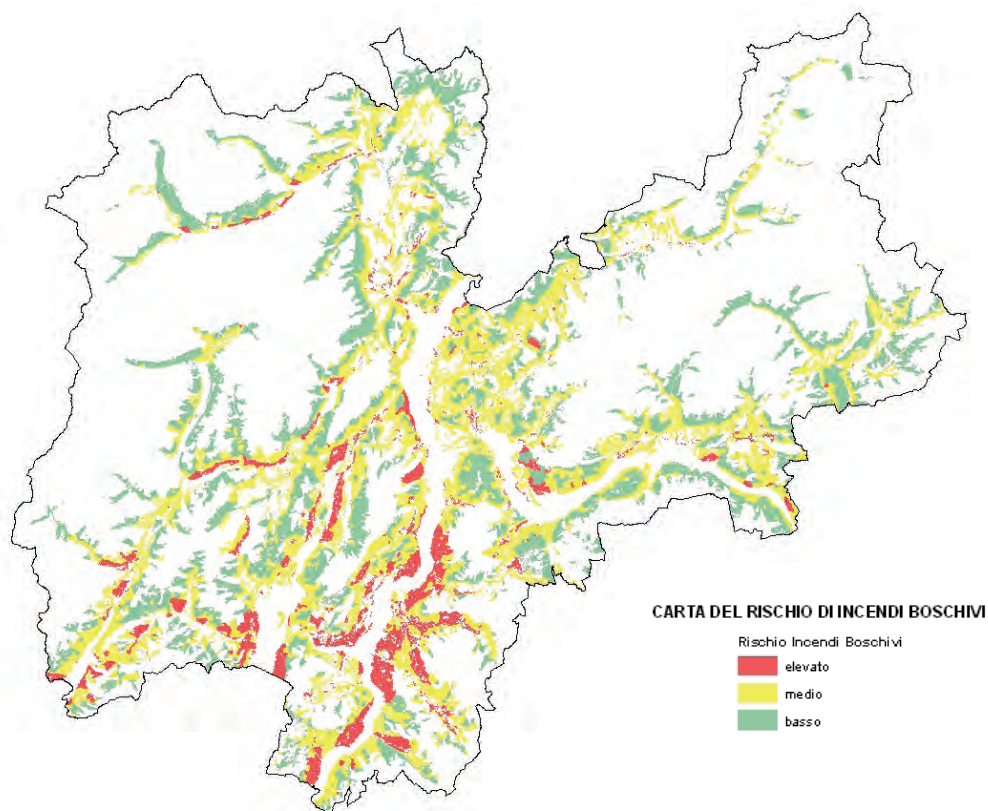 CARTA DEL RISCHIO DI INCENDI BOSCHIVI
Rischio Incendi Boschivi
elevato
medio
basso